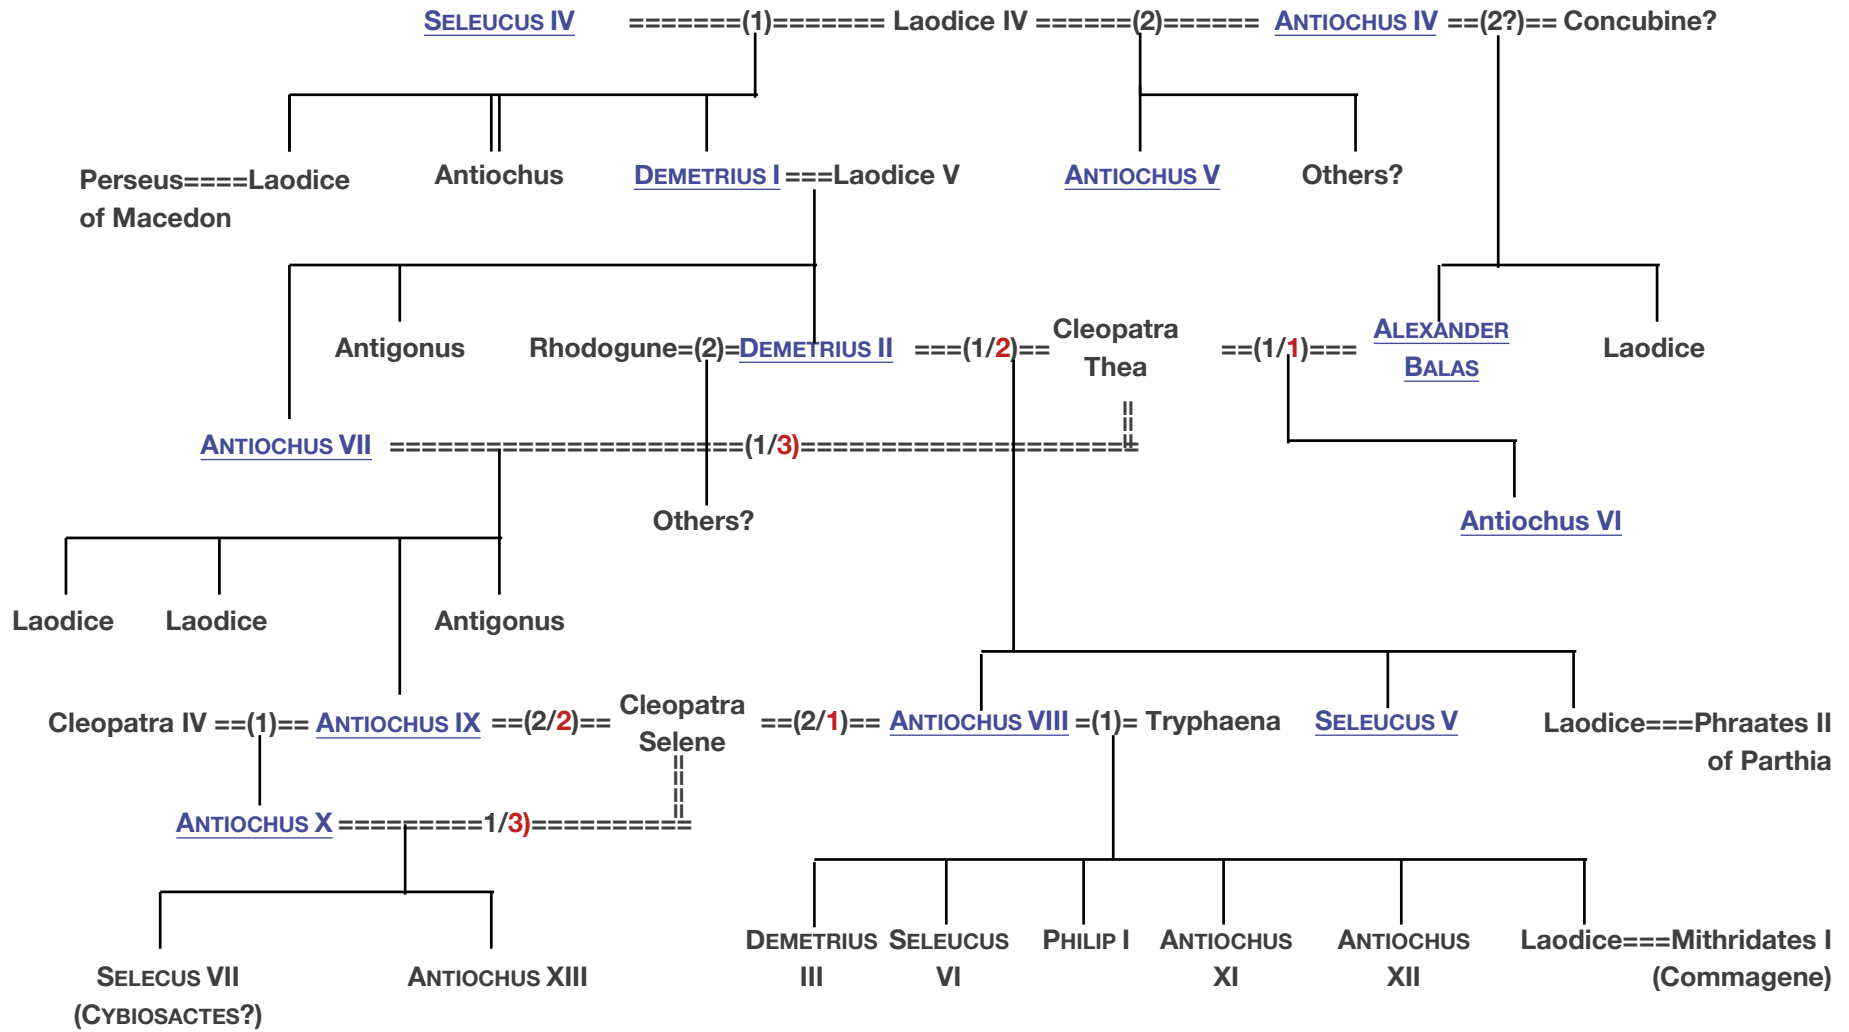 SELEUCUS IV =======(1)======= Laodice IV ======(2)====== ANTIOCHUS IV ==(2?)== Concubine?
Perseus====Laodice
of Macedon
Antiochus
DEMETRIUS I ===Laodice V
ANTIOCHUS V
Others?
Antigonus
Rhodogune=(2)=DEMETRIUS II ===(1/2)==
Cleopatra
Thea
==(1/1)===
ALEXANDER
BALAS
Laodice
ANTIOCHUS VII ======================(1/3)=====================
Others?
Antiochus VI
Laodice
Laodice
Antigonus
Cleopatra IV ==(1)== ANTIOCHUS IX ==(2/2)==
Cleopatra
Selene
==(2/1)== ANTIOCHUS VIII =(1)= Tryphaena
SELEUCUS V
Laodice===Phraates II
of Parthia
ANTIOCHUS X =========1/3)==========
SELECUS VII
(CYBIOSACTES?)
ANTIOCHUS XIII
DEMETRIUS
III
SELEUCUS
VI
PHILIP I
ANTIOCHUS
XI
ANTIOCHUS
XII
Laodice===Mithridates I
(Commagene)